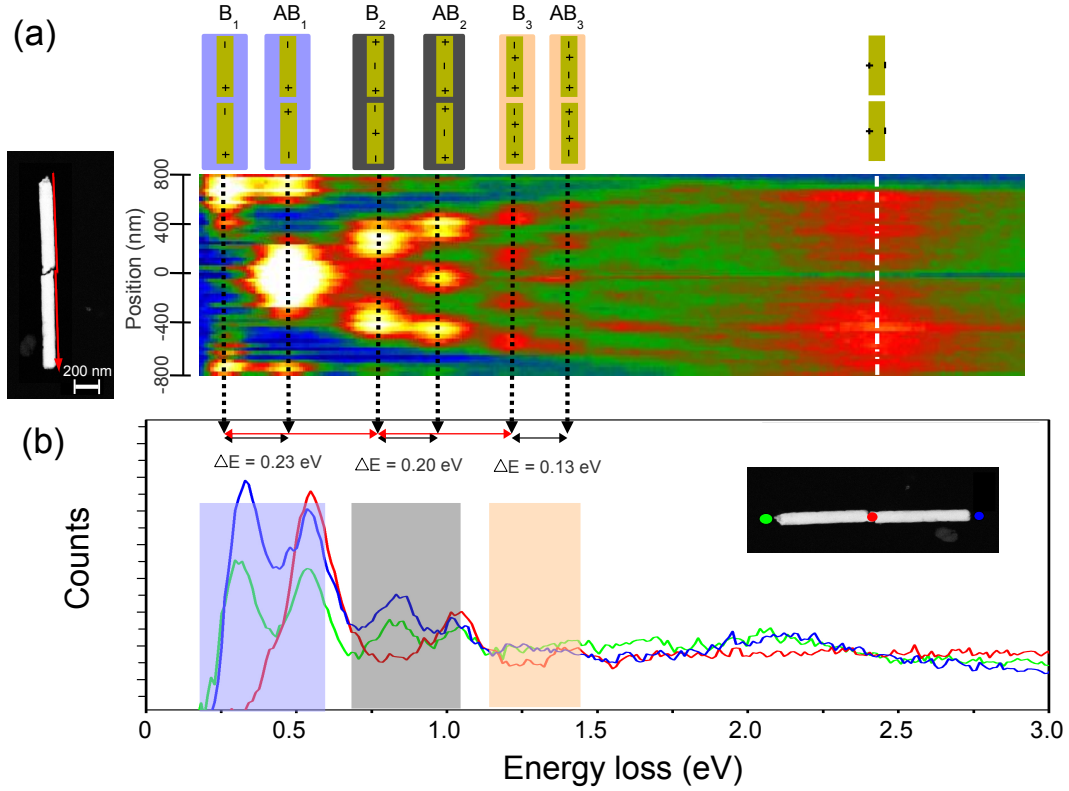 (a)
B₁ AB₁ B₂ AB₂ B₃ AB₃
Position (nm)
800
400
0
-400
-800
200 nm
(b)
△E = 0.23 eV △E = 0.20 eV △E = 0.13 eV
Counts
0 0.5 1.0 1.5 2.0 2.5 3.0
Energy loss (eV)